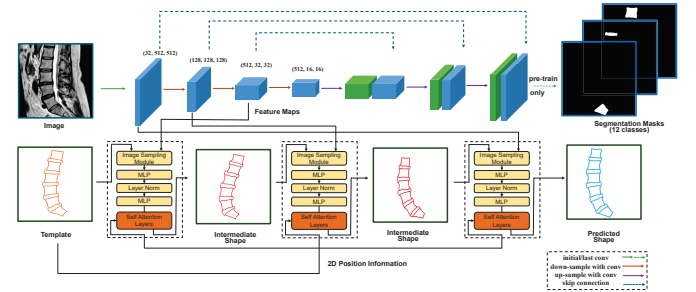 (32, 512, 512)
(128, 128, 128)
(512, 32, 32)
(512, 16, 16)
pre-train
only
Image
Feature Maps
Segmentation Masks
(12 classes)
Image Sampling
Module
MLP
Layer Norm
MLP
Self Attention
Layers
Image Sampling
Module
MLP
Layer Norm
MLP
Self Attention
Layers
Image Sampling
Module
MLP
Layer Norm
MLP
Self Attention
Layers
Template
Intermediate
Shape
Intermediate
Shape
Predicted
Shape
2D Position Information
initial/last conv
down-sample with conv
up-sample with conv
skip connection